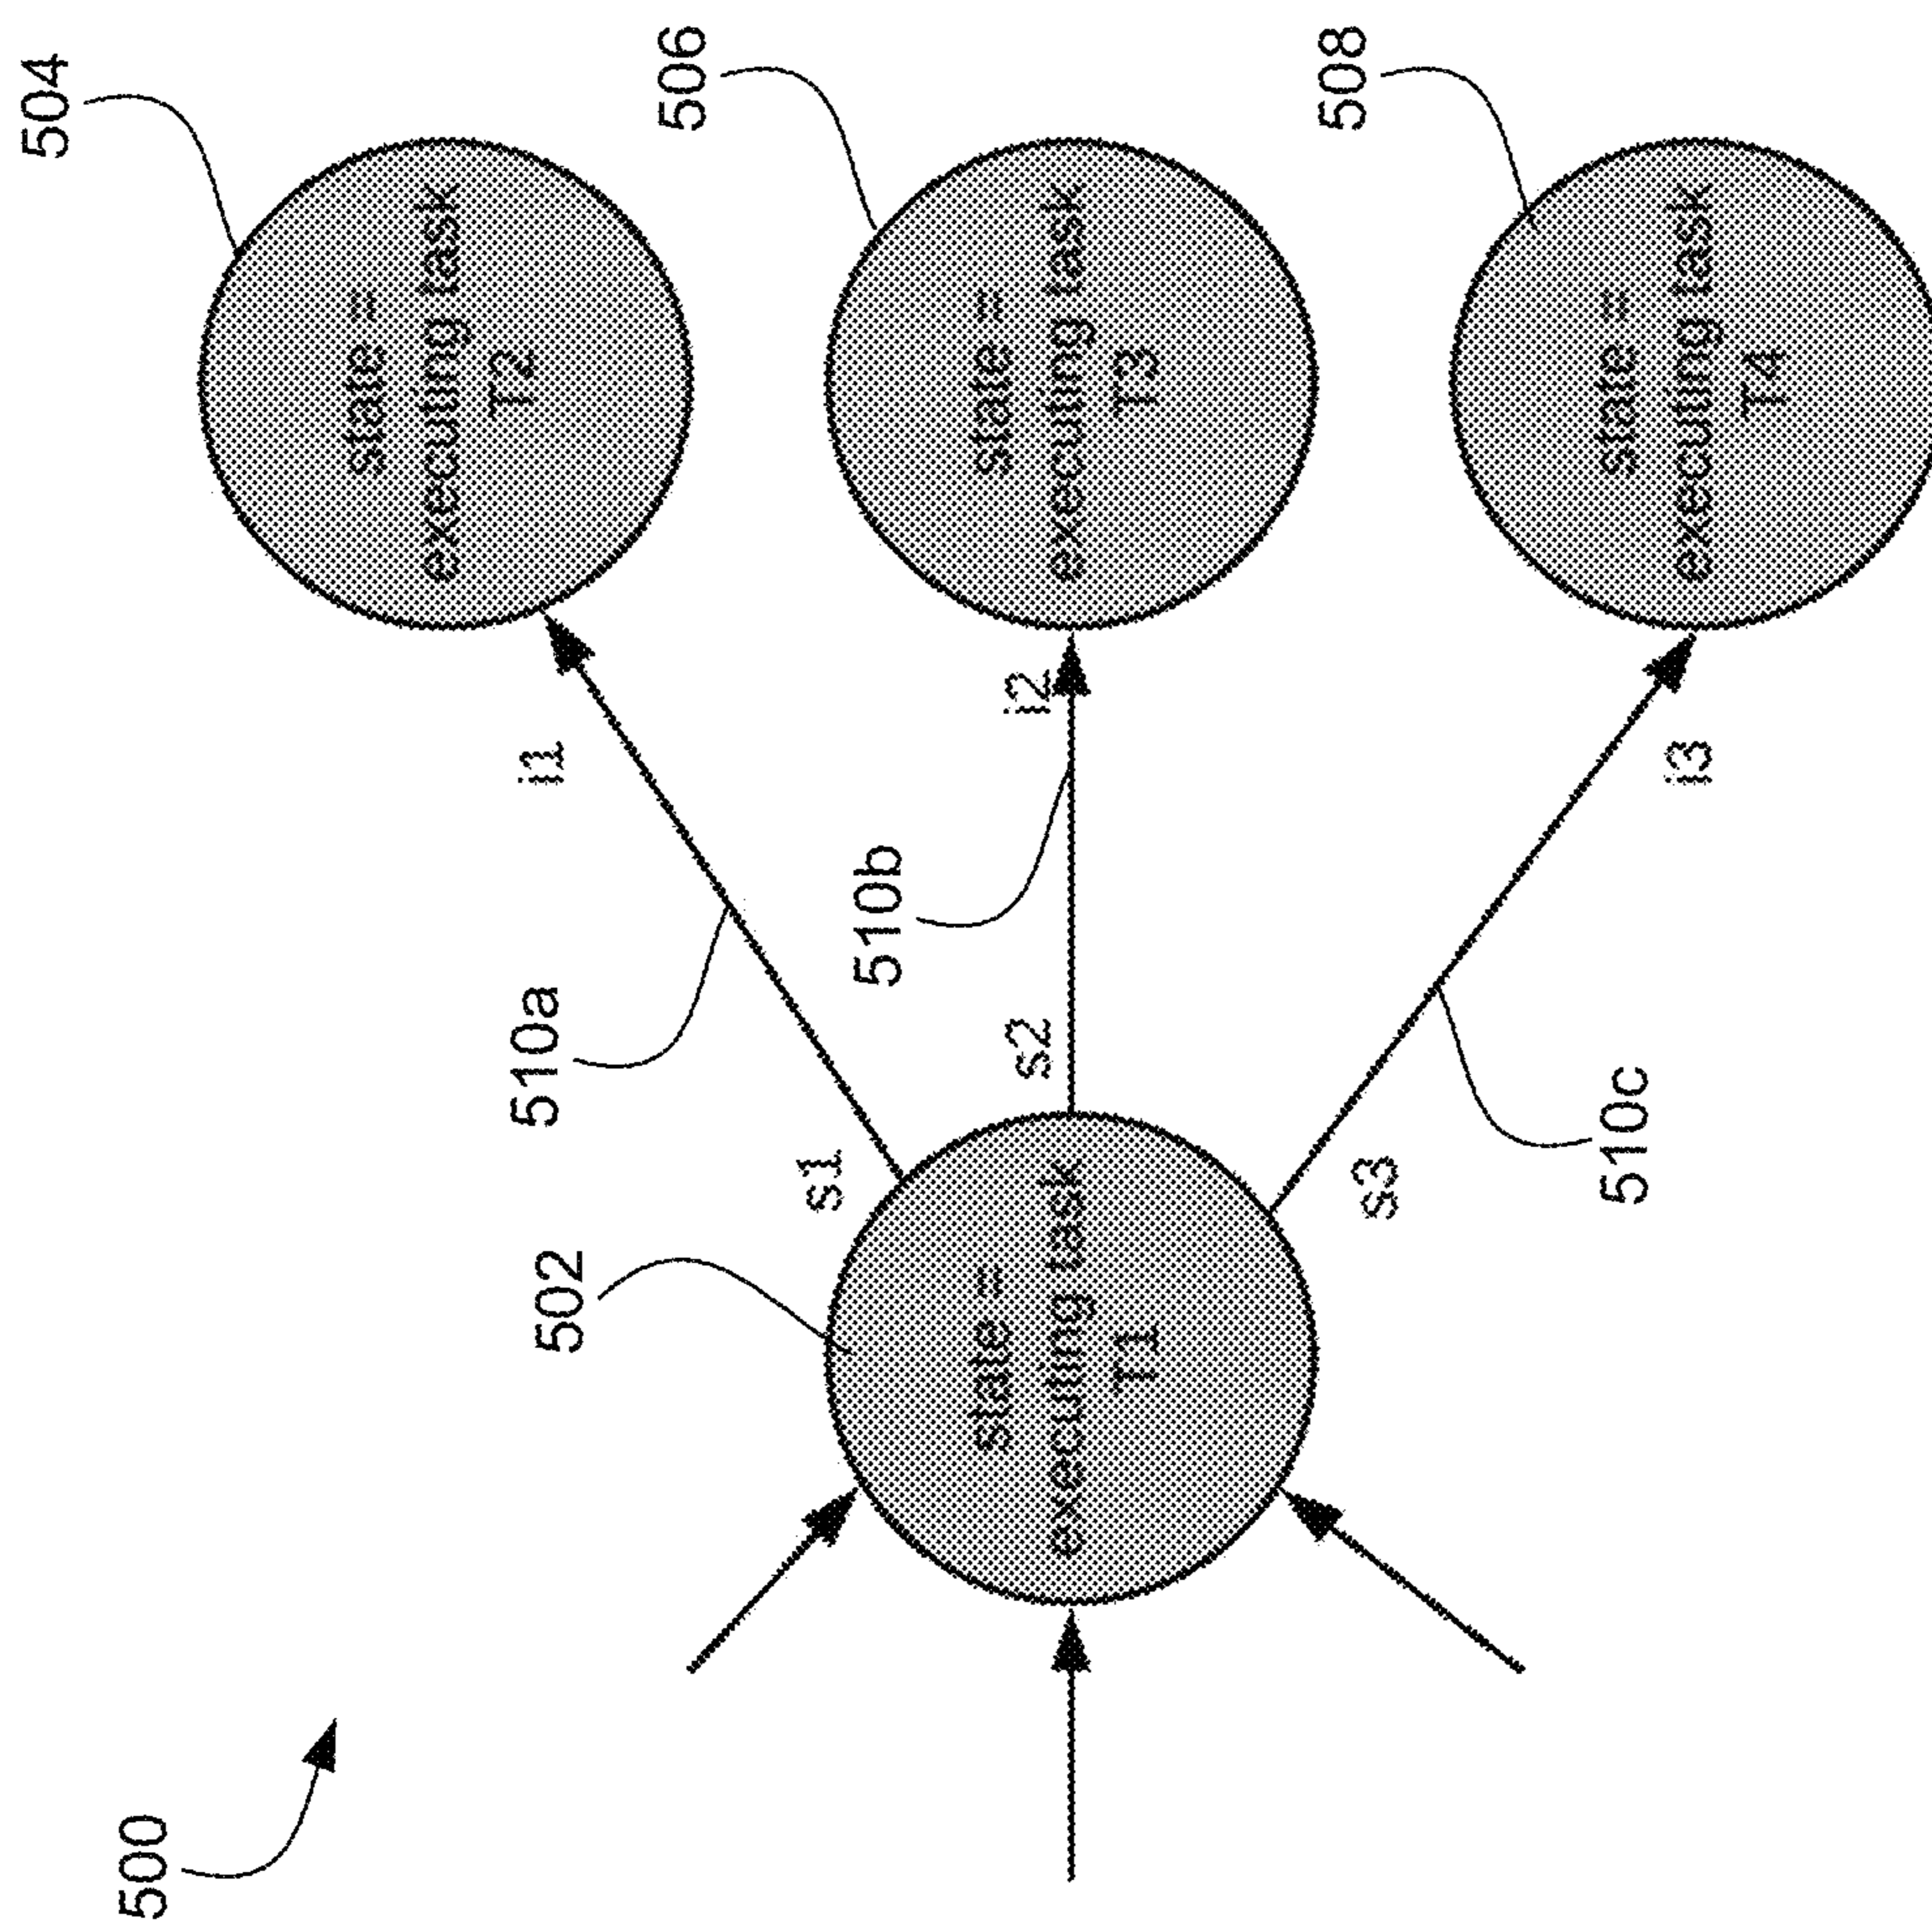 500
502
state =
executing task
T1
s1
s2
s3
510a
510b
510c
i1
i2
i3
504
state =
executing task
T2
506
state =
executing task
T3
508
state =
executing task
T4